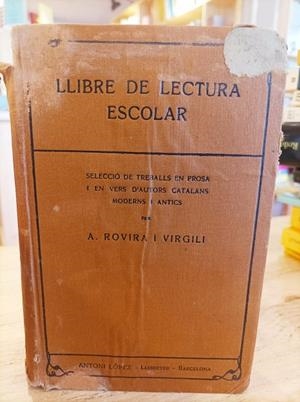 LLIBRE DE LECTURA
ESCOLAR
SELECCIÓ DE TREBALLS EN PROSA
I EN VERS D'AUTORS CATALANS
MODERNS I ANTICS
PER
A. ROVIRA I VIRGILI
ANTONI LÓPEZ - LLIBRETER - BARCELONA